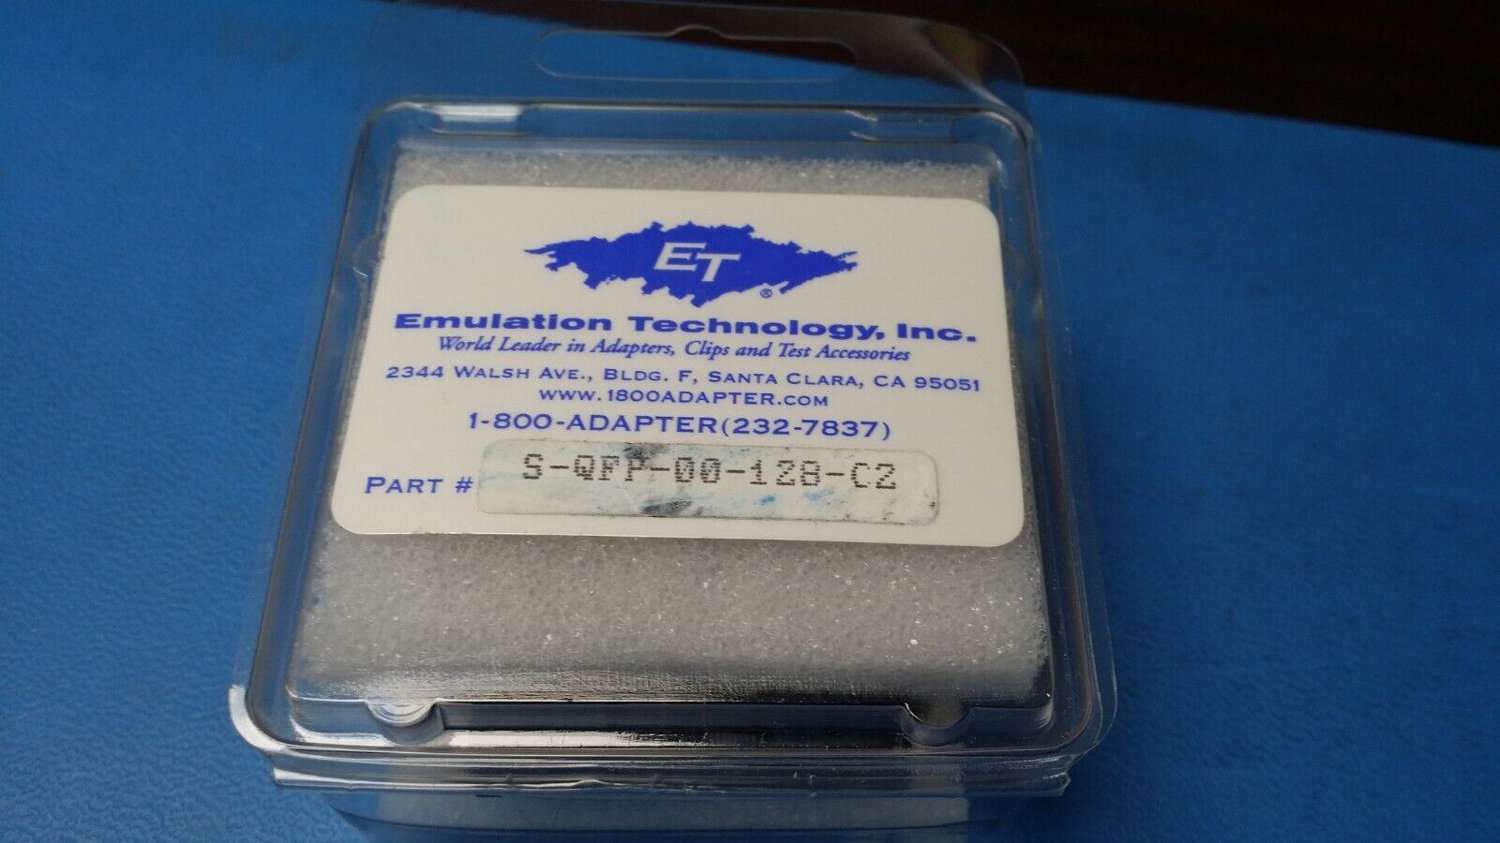 ET®
Emulation Technology, Inc.
World Leader in Adapters, Clips and Test Accessories
2344 WALSH AVE., BLDG. F, SANTA CLARA, CA 95051
WWW.1800ADAPTER.COM
1-800-ADAPTER(232-7837)
PART # S-QFP-00-128-C2